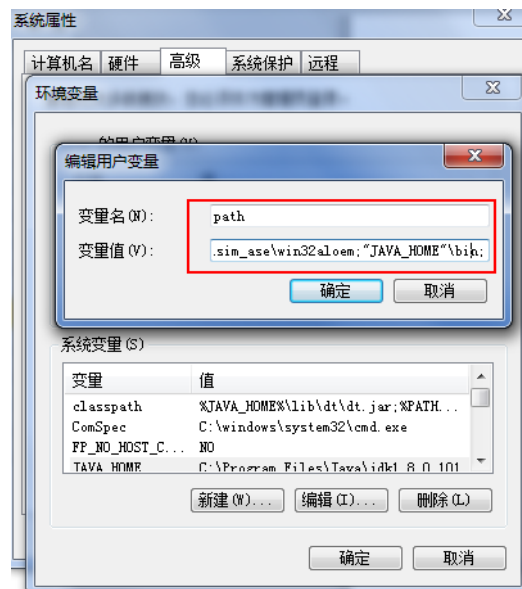 系统属性
计算机名 硬件 高级 系统保护 远程
环境变量
编辑用户变量
变量名(N): path
变量值(V): .sim_ase\win32aloem;"JAVA_HOME"\bin;
确定 取消
系统变量(S)
变量 值
classpath %JAVA_HOME%\lib\dt\dt.jar;%PATH...
ComSpec C:\windows\system32\cmd.exe
FP_NO_HOST_C... NO
JAVA_HOME C:\Program Files\Java\jdk1.8.0_101
新建(W)... 编辑(I)... 删除(L)
确定 取消